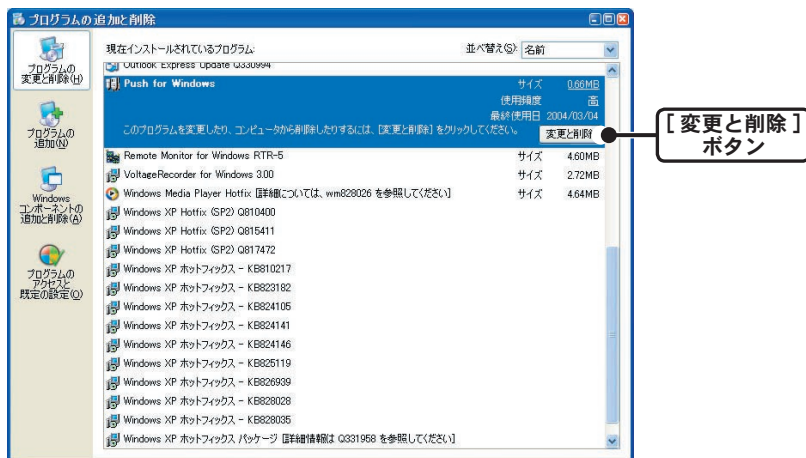 プログラムの追加と削除
プログラムの
変更と削除(H)
プログラムの
追加(N)
Windows
コンポーネントの
追加と削除(A)
プログラムの
アクセスと
既定の設定(O)
現在インストールされているプログラム:
並べ替え(S): 名前
Outlook Express Update Q330994
Push for Windows
サイズ 0.66MB
使用頻度 高
最終使用日 2004/03/04
このプログラムを変更したり、コンピュータから削除したりするには、[変更と削除] をクリックしてください。
変更と削除
Remote Monitor for Windows RTR-5 サイズ 4.60MB
VoltageRecorder for Windows 3.00 サイズ 2.72MB
Windows Media Player Hotfix [詳細については、wm828026 を参照してください] サイズ 4.64MB
Windows XP Hotfix (SP2) Q810400
Windows XP Hotfix (SP2) Q815411
Windows XP Hotfix (SP2) Q817472
Windows XP ホットフィックス - KB810217
Windows XP ホットフィックス - KB823182
Windows XP ホットフィックス - KB824105
Windows XP ホットフィックス - KB824141
Windows XP ホットフィックス - KB824146
Windows XP ホットフィックス - KB825119
Windows XP ホットフィックス - KB826939
Windows XP ホットフィックス - KB828028
Windows XP ホットフィックス - KB828035
Windows XP ホットフィックス パッケージ [詳細情報は Q331958 を参照してください]
[変更と削除]
ボタン